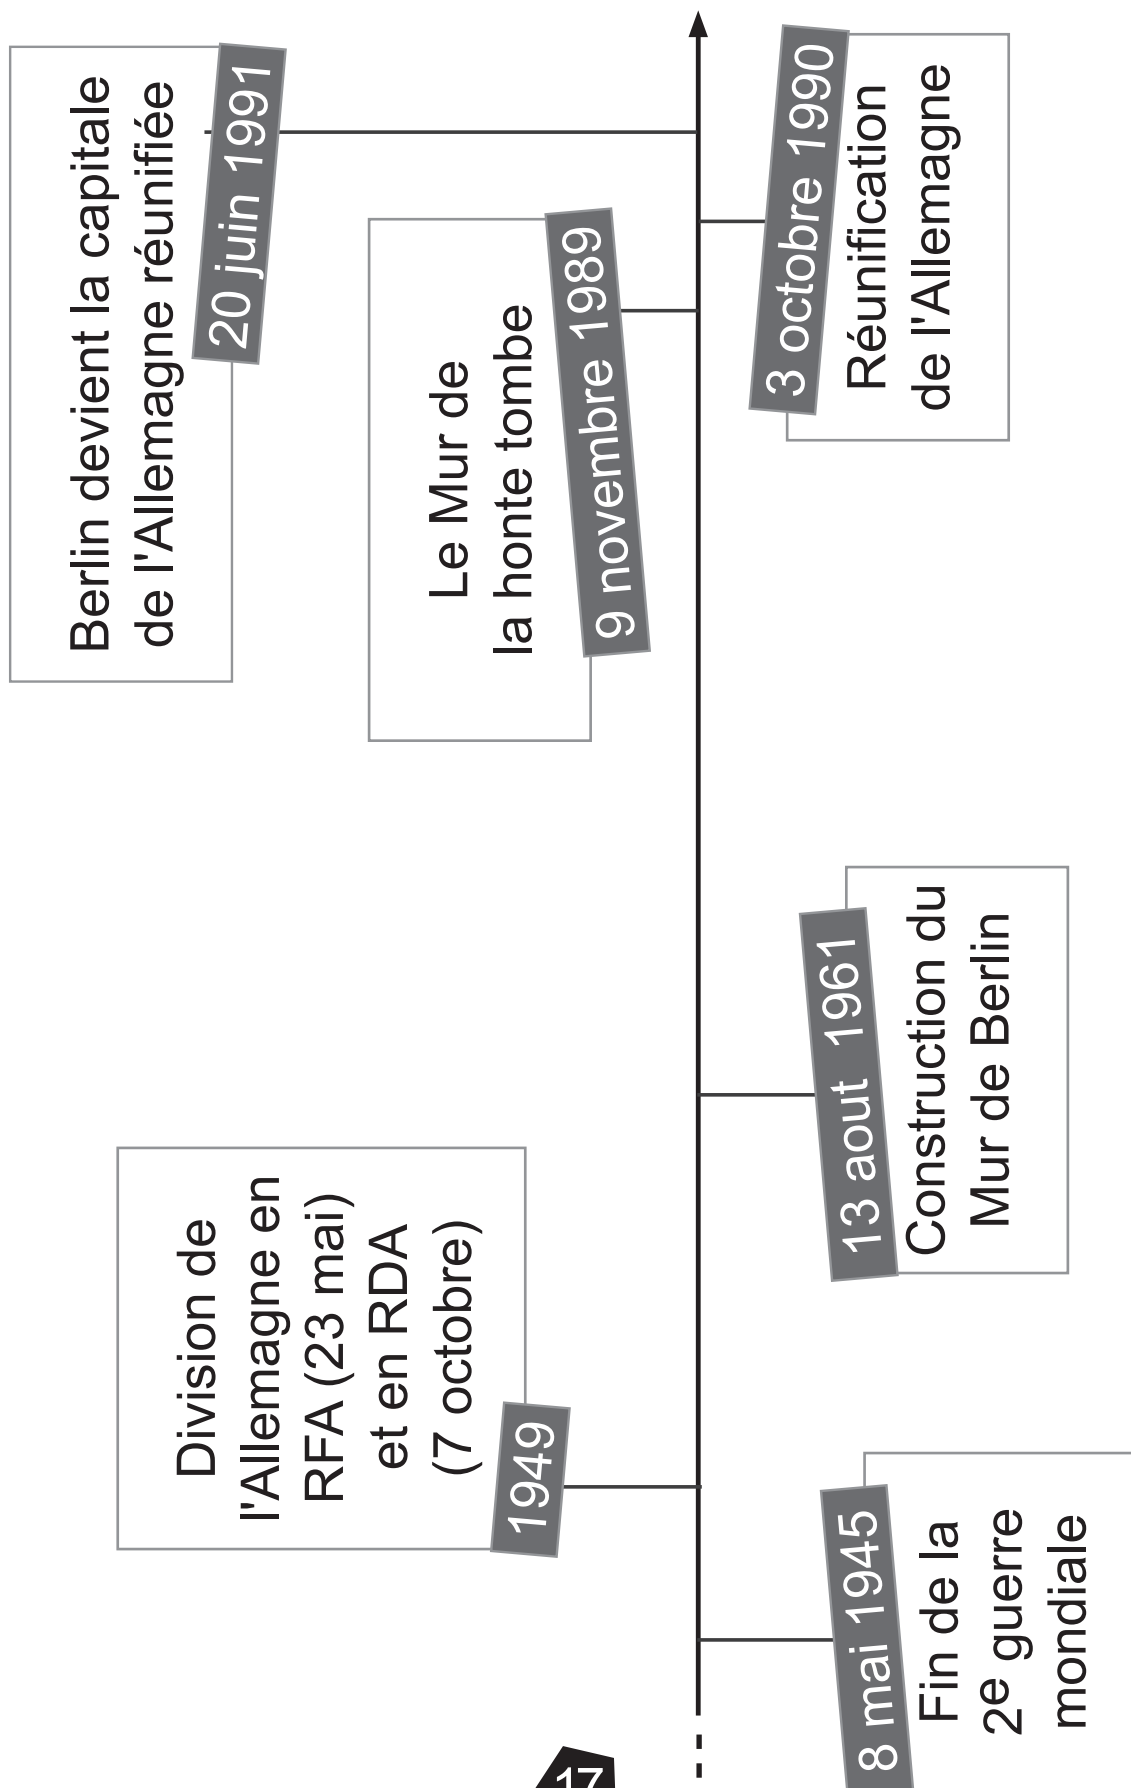 17
8 mai 1945
Fin de la
2e guerre
mondiale
Division de
l'Allemagne en
RFA (23 mai)
et en RDA
(7 octobre)
1949
13 aout 1961
Construction du
Mur de Berlin
Le Mur de
la honte tombe
9 novembre 1989
3 octobre 1990
Réunification
de l'Allemagne
Berlin devient la capitale
de l'Allemagne réunifiée
20 juin 1991